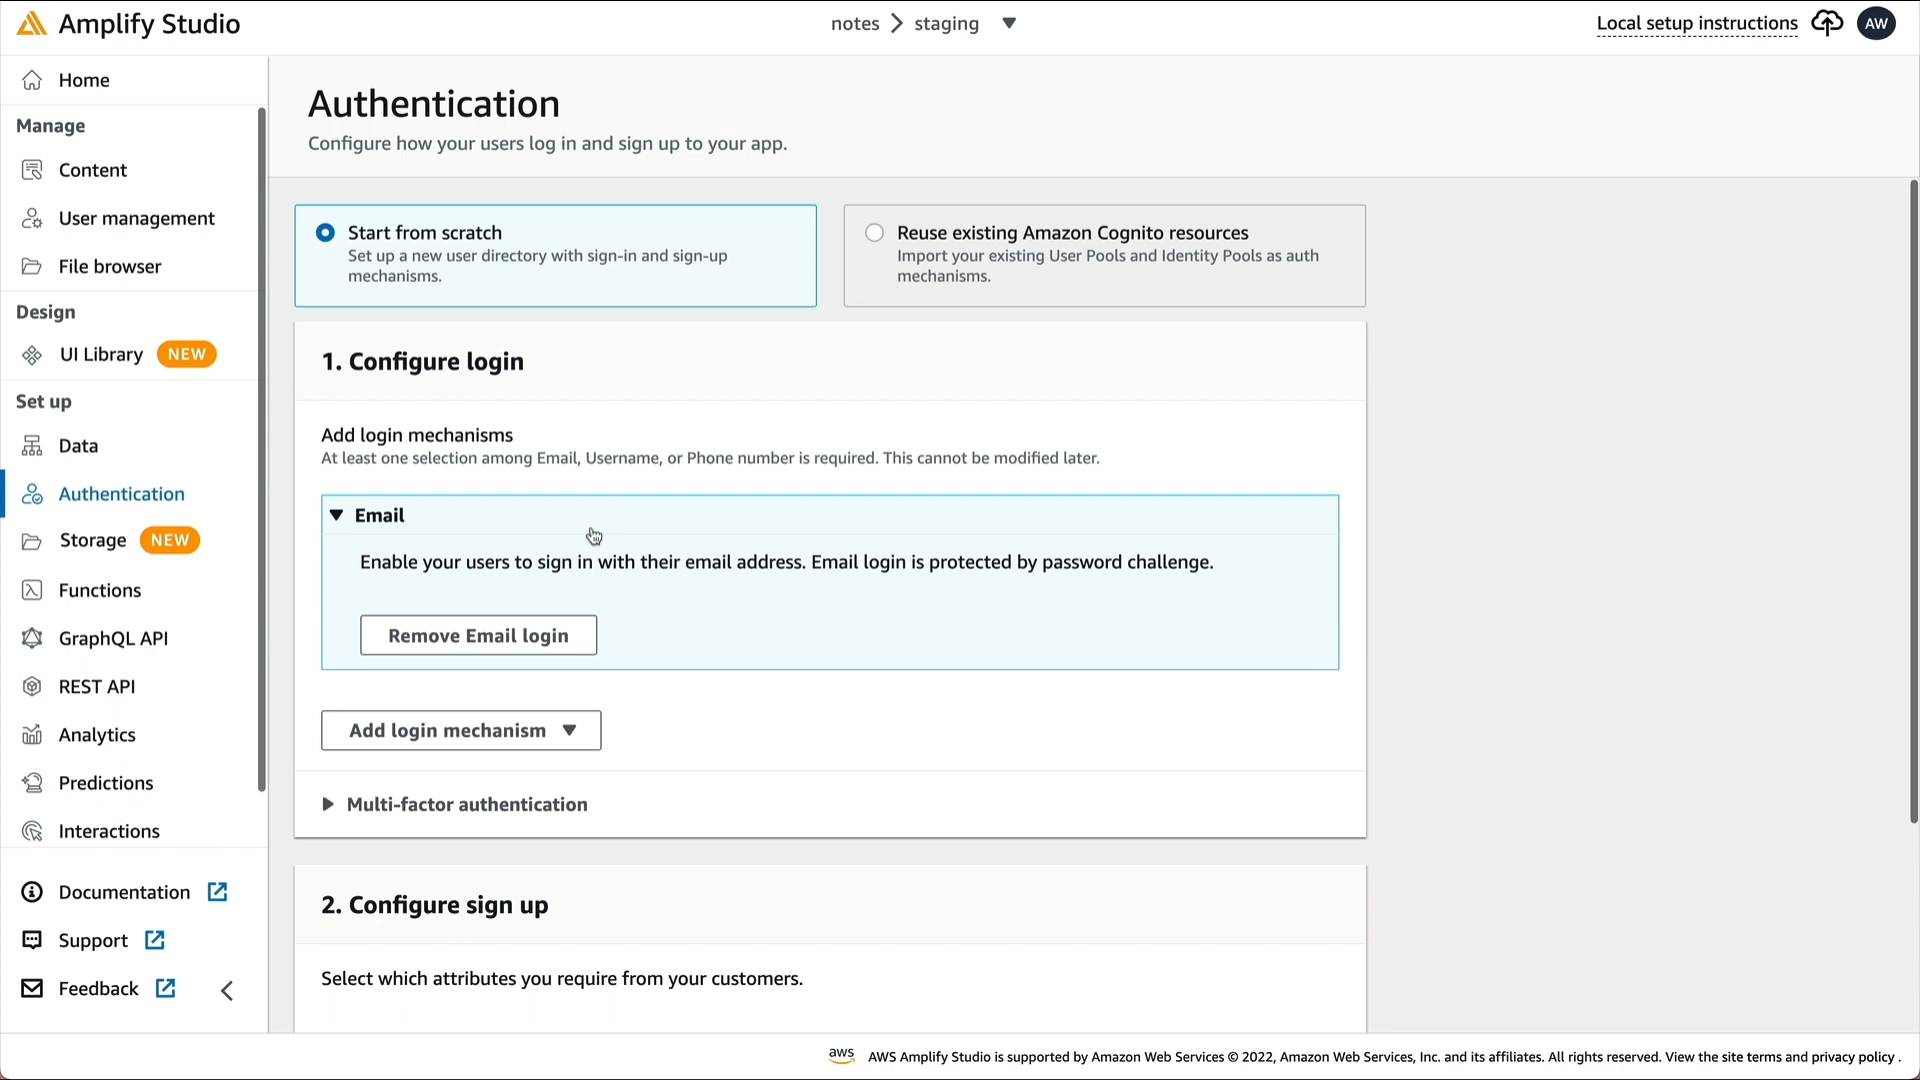 Amplify Studio
notes > staging
Local setup instructions
AW
Home
Manage
Content
User management
File browser
Design
UI Library NEW
Set up
Data
Authentication
Storage NEW
Functions
GraphQL API
REST API
Analytics
Predictions
Interactions
Documentation
Support
Feedback
Authentication
Configure how your users log in and sign up to your app.
Start from scratch
Set up a new user directory with sign-in and sign-up
mechanisms.
Reuse existing Amazon Cognito resources
Import your existing User Pools and Identity Pools as auth
mechanisms.
1. Configure login
Add login mechanisms
At least one selection among Email, Username, or Phone number is required. This cannot be modified later.
Email
Enable your users to sign in with their email address. Email login is protected by password challenge.
Remove Email login
Add login mechanism
Multi-factor authentication
2. Configure sign up
Select which attributes you require from your customers.
aws AWS Amplify Studio is supported by Amazon Web Services © 2022, Amazon Web Services, Inc. and its affiliates. All rights reserved. View the site terms and privacy policy .